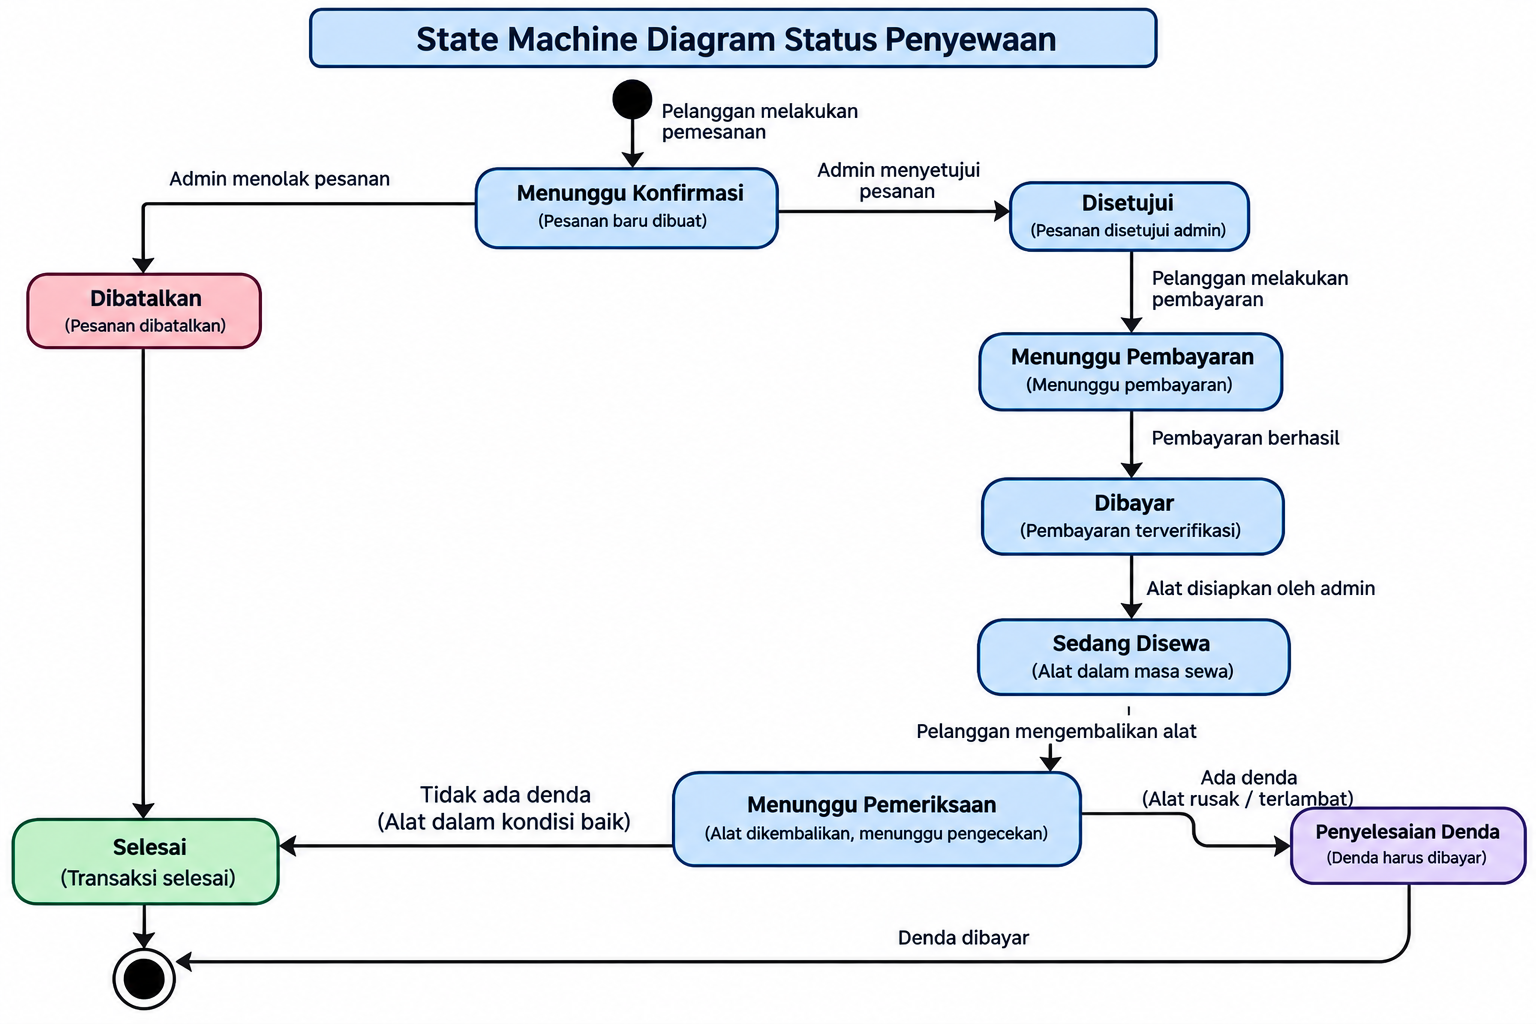 State Machine Diagram Status Penyewaan
Pelanggan melakukan
pemesanan
Admin menolak pesanan
Menunggu Konfirmasi
(Pesanan baru dibuat)
Admin menyetujui
pesanan
Disetujui
(Pesanan disetujui admin)
Dibatalkan
(Pesanan dibatalkan)
Pelanggan melakukan
pembayaran
Menunggu Pembayaran
(Menunggu pembayaran)
Pembayaran berhasil
Dibayar
(Pembayaran terverifikasi)
Alat disiapkan oleh admin
Sedang Disewa
(Alat dalam masa sewa)
Pelanggan mengembalikan alat
Tidak ada denda
(Alat dalam kondisi baik)
Menunggu Pemeriksaan
(Alat dikembalikan, menunggu pengecekan)
Ada denda
(Alat rusak / terlambat)
Penyelesaian Denda
(Denda harus dibayar)
Selesai
(Transaksi selesai)
Denda dibayar